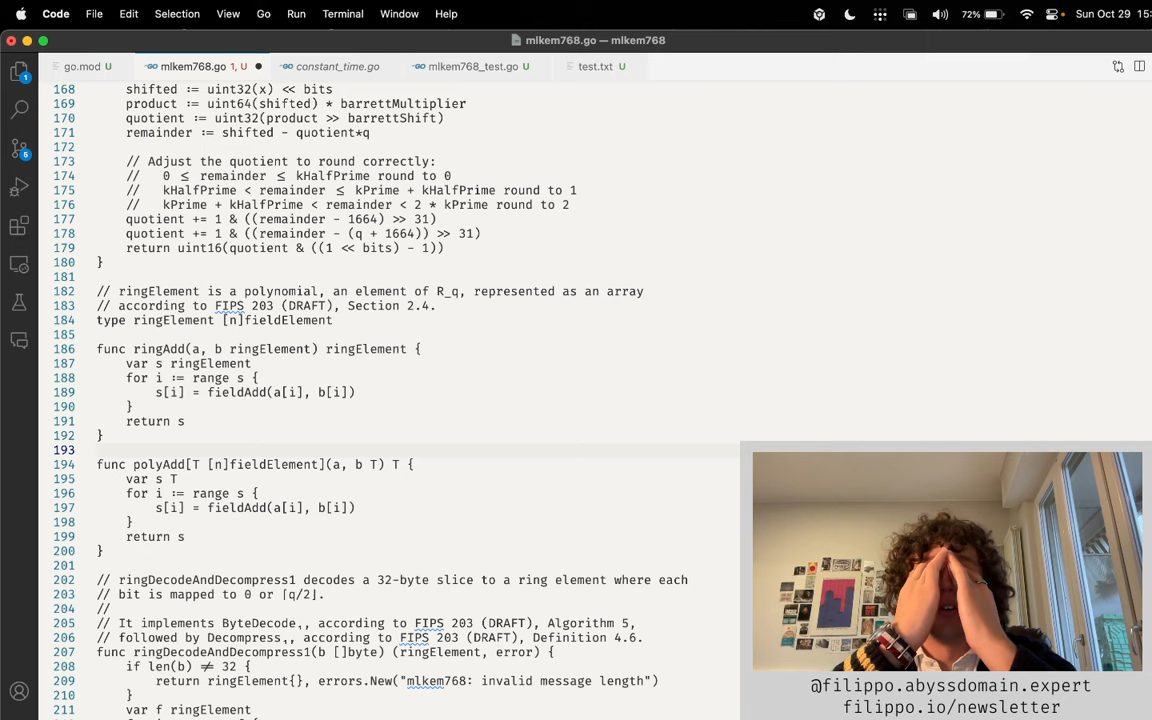 Code File Edit Selection View Go Run Terminal Window Help 72% Sun Oct 29 15:
mlkem768.go — mlkem768
go.mod U mlkem768.go 1, U constant_time.go mlkem768_test.go U test.txt U
168 shifted := uint32(x) << bits
169 product := uint64(shifted) * barrettMultiplier
170 quotient := uint32(product >> barrettShift)
171 remainder := shifted - quotient*q
172
173 // Adjust the quotient to round correctly:
174 // 0 ≤ remainder ≤ kHalfPrime round to 0
175 // kHalfPrime < remainder ≤ kPrime + kHalfPrime round to 1
176 // kPrime + kHalfPrime < remainder < 2 * kPrime round to 2
177 quotient += 1 & ((remainder - 1664) >> 31)
178 quotient += 1 & ((remainder - (q + 1664)) >> 31)
179 return uint16(quotient & ((1 << bits) - 1))
180 }
181
182 // ringElement is a polynomial, an element of R_q, represented as an array
183 // according to FIPS 203 (DRAFT), Section 2.4.
184 type ringElement [n]fieldElement
185
186 func ringAdd(a, b ringElement) ringElement {
187 var s ringElement
188 for i := range s {
189 s[i] = fieldAdd(a[i], b[i])
190 }
191 return s
192 }
193
194 func polyAdd[T [n]fieldElement](a, b T) T {
195 var s T
196 for i := range s {
197 s[i] = fieldAdd(a[i], b[i])
198 }
199 return s
200 }
201
202 // ringDecodeAndDecompress1 decodes a 32-byte slice to a ring element where each
203 // bit is mapped to 0 or ⌈q/2⌋.
204 //
205 // It implements ByteDecode₁, according to FIPS 203 (DRAFT), Algorithm 5,
206 // followed by Decompress₁, according to FIPS 203 (DRAFT), Definition 4.6.
207 func ringDecodeAndDecompress1(b []byte) (ringElement, error) {
208 if len(b) ≠ 32 {
209 return ringElement{}, errors.New("mlkem768: invalid message length")
210 }
211 var f ringElement
1
5
@filippo.abyssdomain.expert
filippo.io/newsletter